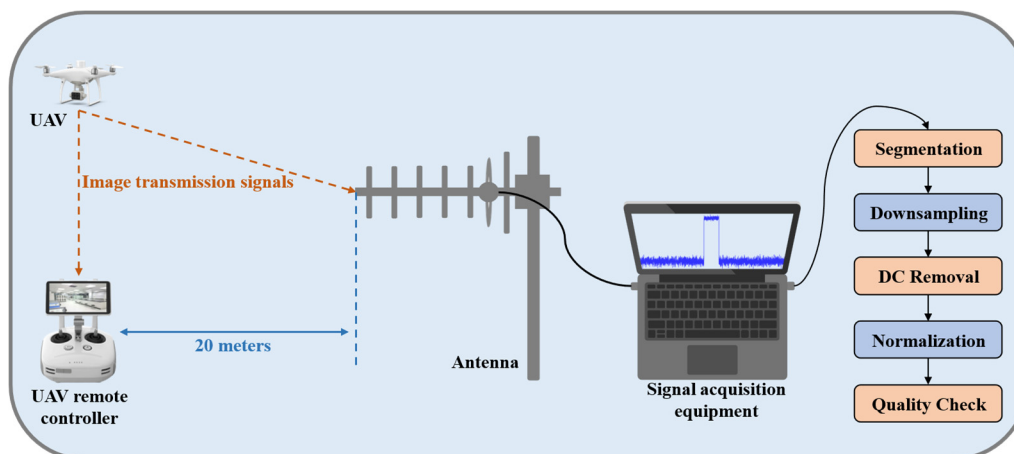 UAV
Image transmission signals
20 meters
UAV remote
controller
Antenna
Signal acquisition
equipment
Segmentation
Downsampling
DC Removal
Normalization
Quality Check